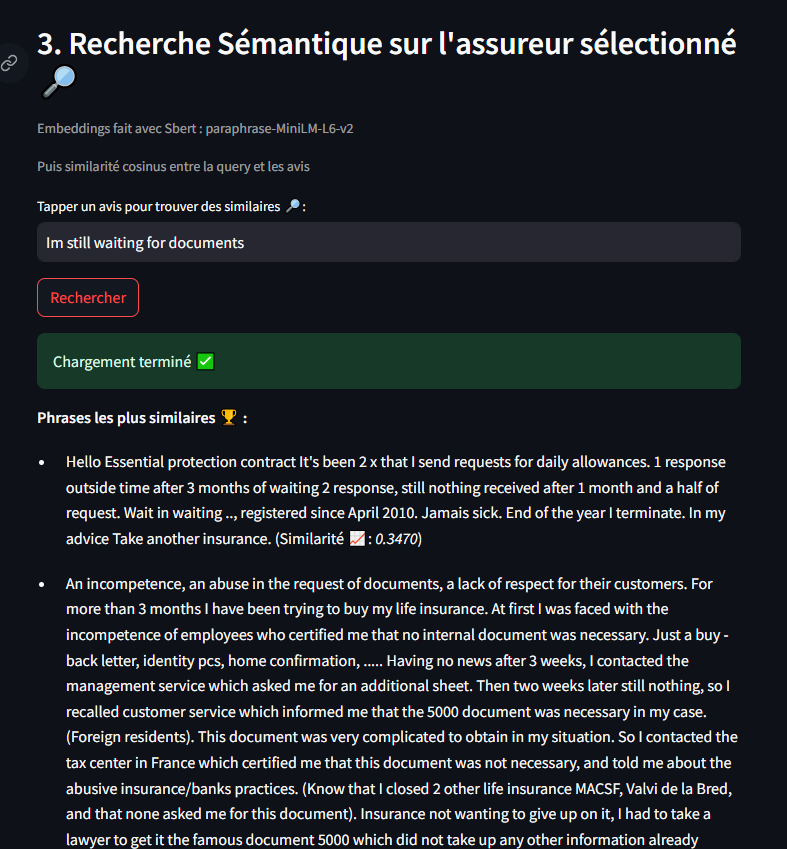 3. Recherche Sémantique sur l'assureur sélectionné
🔎
Embeddings fait avec Sbert : paraphrase-MiniLM-L6-v2
Puis similarité cosinus entre la query et les avis
Tapper un avis pour trouver des similaires 🔎 :
Im still waiting for documents
Rechercher
Chargement terminé ✅
Phrases les plus similaires 🏆 :
• Hello Essential protection contract It's been 2 x that I send requests for daily allowances. 1 response
outside time after 3 months of waiting 2 response, still nothing received after 1 month and a half of
request. Wait in waiting .., registered since April 2010. Jamais sick. End of the year I terminate. In my
advice Take another insurance. (Similarité 📈 : 0.3470)
• An incompetence, an abuse in the request of documents, a lack of respect for their customers. For
more than 3 months I have been trying to buy my life insurance. At first I was faced with the
incompetence of employees who certified me that no internal document was necessary. Just a buy -
back letter, identity pcs, home confirmation, ..... Having no news after 3 weeks, I contacted the
management service which asked me for an additional sheet. Then two weeks later still nothing, so I
recalled customer service which informed me that the 5000 document was necessary in my case.
(Foreign residents). This document was very complicated to obtain in my situation. So I contacted the
tax center in France which certified me that this document was not necessary, and told me about the
abusive insurance/banks practices. (Know that I closed 2 other life insurance MACSF, Valvi de la Bred,
and that none asked me for this document). Insurance not wanting to give up on it, I had to take a
lawyer to get it the famous document 5000 which did not take up any other information already